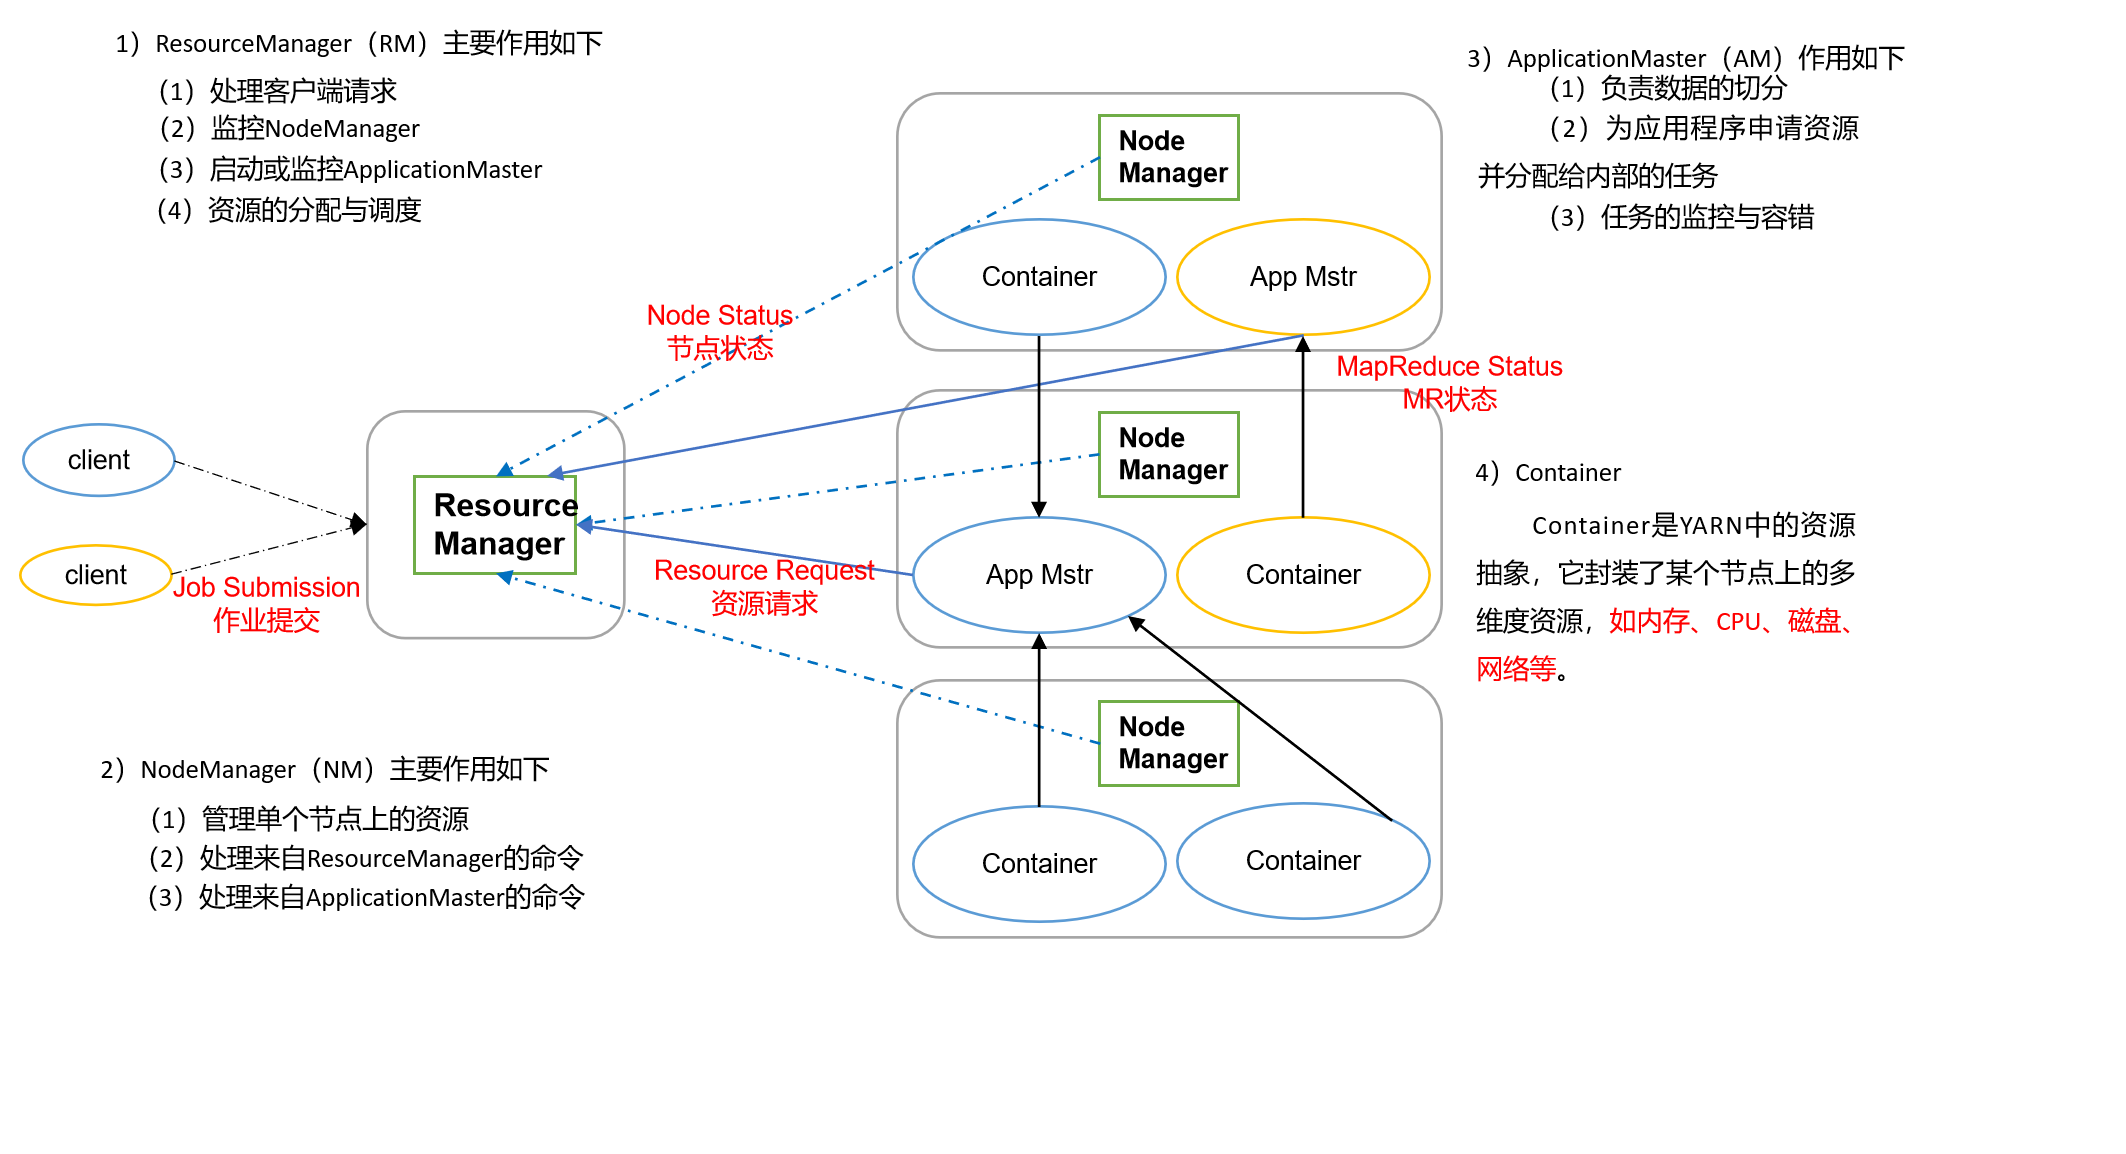 1）ResourceManager（RM）主要作用如下
（1）处理客户端请求
（2）监控NodeManager
（3）启动或监控ApplicationMaster
（4）资源的分配与调度
3）ApplicationMaster（AM）作用如下
（1）负责数据的切分
（2）为应用程序申请资源
并分配给内部的任务
（3）任务的监控与容错
Node
Manager
Container
App Mstr
Node Status
节点状态
MapReduce Status
MR状态
client
client
Job Submission
作业提交
Resource
Manager
Resource Request
资源请求
Node
Manager
App Mstr
Container
4）Container
Container是YARN中的资源
抽象，它封装了某个节点上的多
维度资源，如内存、CPU、磁盘、
网络等。
Node
Manager
Container
Container
2）NodeManager（NM）主要作用如下
（1）管理单个节点上的资源
（2）处理来自ResourceManager的命令
（3）处理来自ApplicationMaster的命令